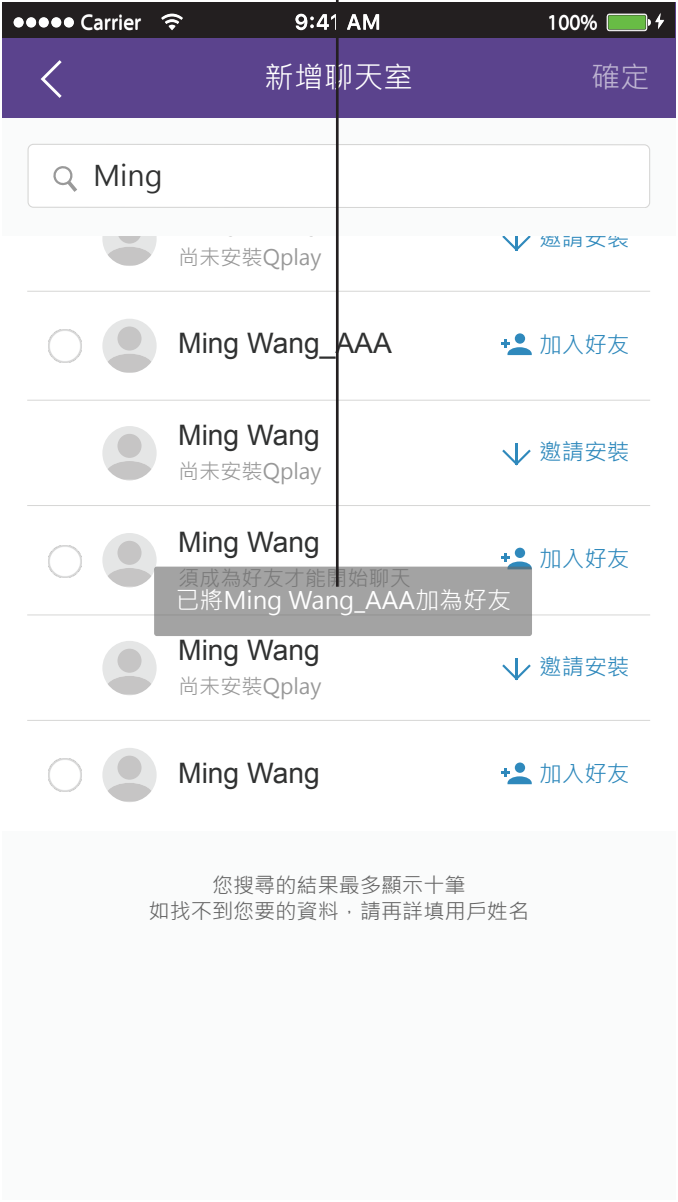 Carrier 9:41 AM 100%
新增聊天室 確定
Ming
尚未安裝Qplay 邀請安裝
Ming Wang_AAA 加入好友
Ming Wang
尚未安裝Qplay 邀請安裝
Ming Wang 加入好友
須成為好友才能開始聊天
已將Ming Wang_AAA加為好友
Ming Wang
尚未安裝Qplay 邀請安裝
Ming Wang 加入好友
您搜尋的結果最多顯示十筆
如找不到您要的資料，請再詳填用戶姓名